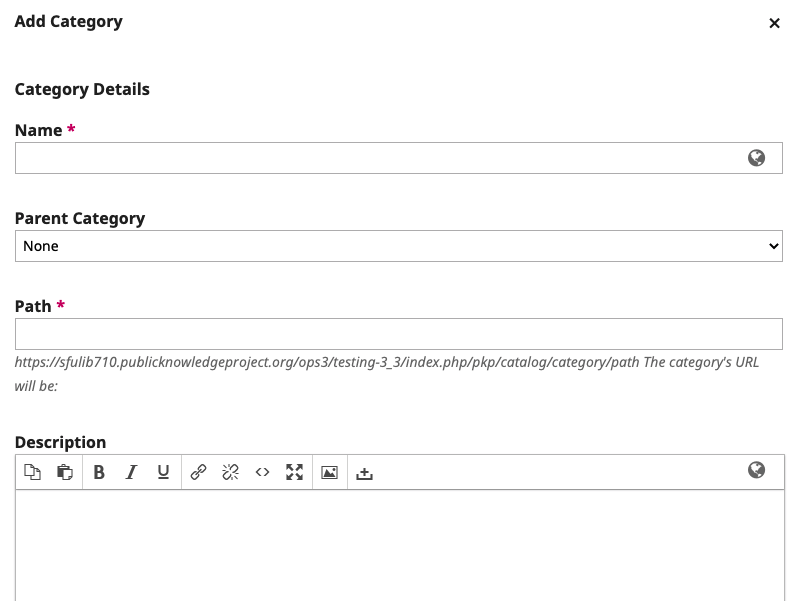 Add Category
Category Details
Name *
Parent Category
None
Path *
https://sfulib710.publicknowledgeproject.org/ops3/testing-3_3/index.php/pkp/catalog/category/path The category's URL
will be:
Description
B I U